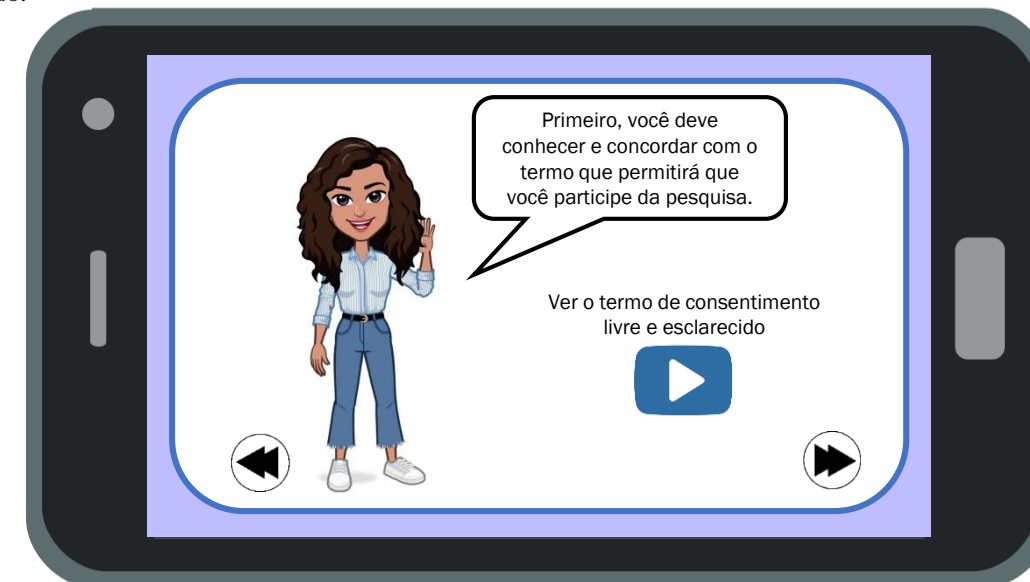 Primeiro, você deve
conhecer e concordar com o
termo que permitirá que
você participe da pesquisa.
Ver o termo de consentimento
livre e esclarecido